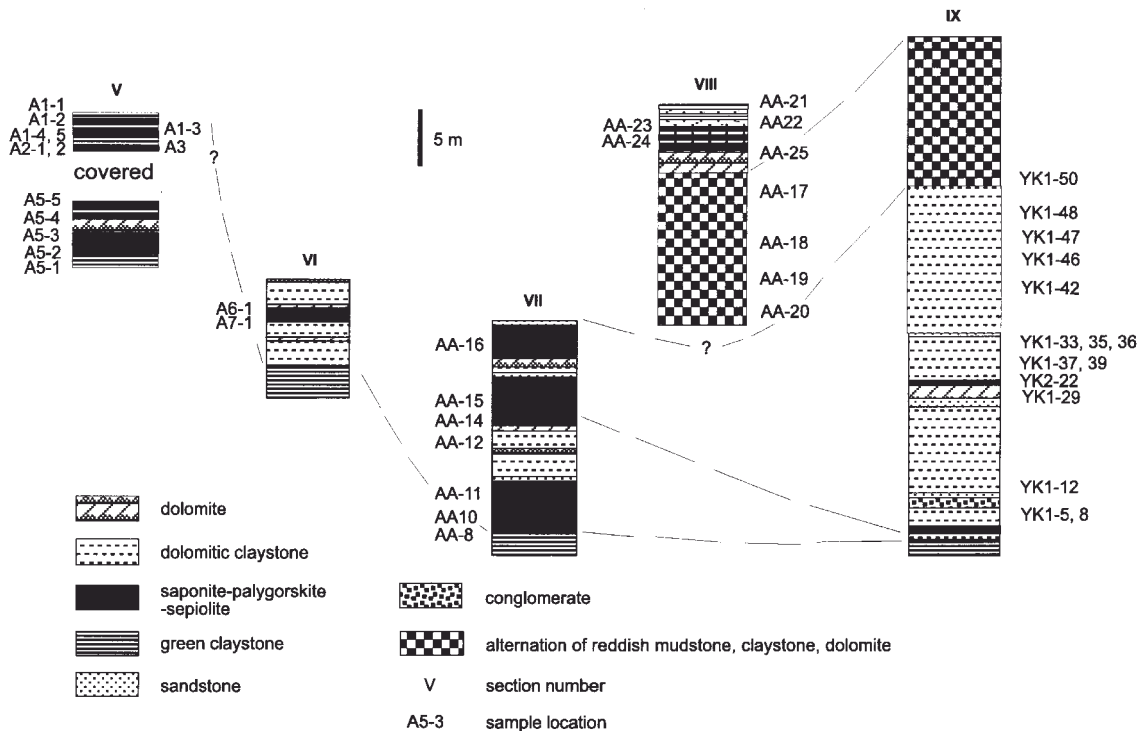 V
A1-1
A1-2
A1-4, 5
A2-1, 2
A1-3
A3
covered
A5-5
A5-4
A5-3
A5-2
A5-1
?
5 m
VI
A6-1
A7-1
VII
AA-16
AA-15
AA-14
AA-12
AA-11
AA10
AA-8
VIII
AA-23
AA-24
AA-21
AA22
AA-25
AA-17
AA-18
AA-19
AA-20
?
IX
YK1-50
YK1-48
YK1-47
YK1-46
YK1-42
YK1-33, 35, 36
YK1-37, 39
YK2-22
YK1-29
YK1-12
YK1-5, 8
dolomite
dolomitic claystone
saponite-palygorskite
-sepiolite
green claystone
sandstone
conglomerate
alternation of reddish mudstone, claystone, dolomite
V section number
A5-3 sample location